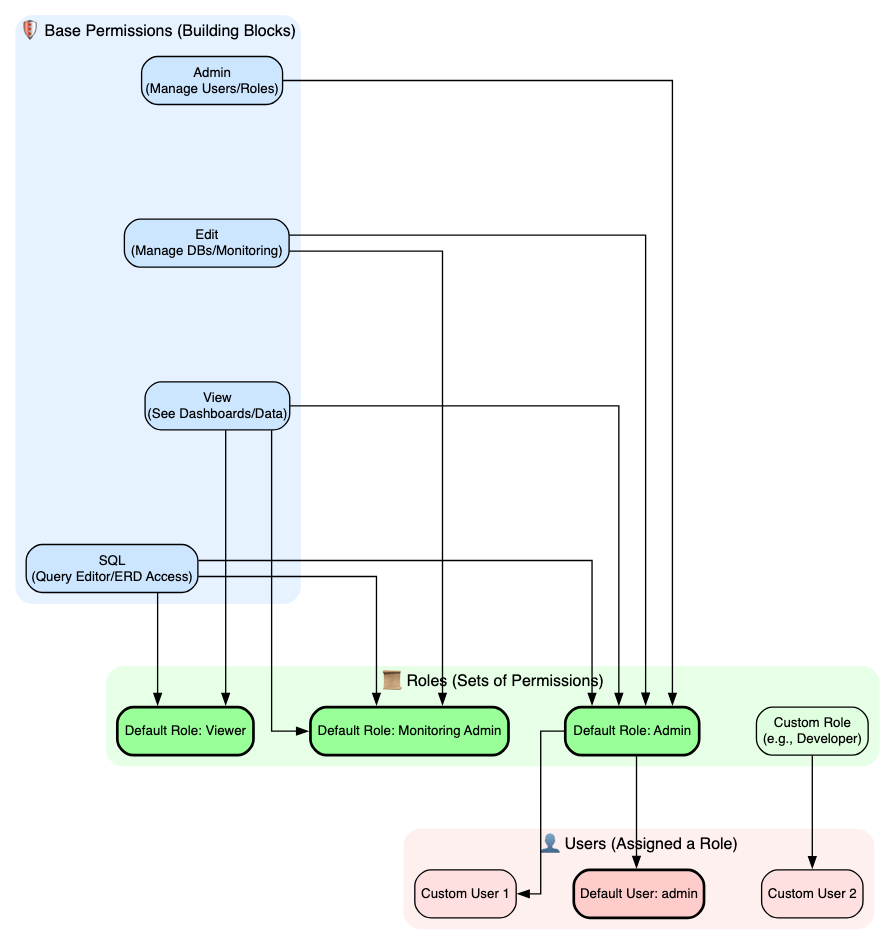 Base Permissions (Building Blocks)
Admin
(Manage Users/Roles)
Edit
(Manage DBs/Monitoring)
View
(See Dashboards/Data)
SQL
(Query Editor/ERD Access)
Roles (Sets of Permissions)
Default Role: Viewer
Default Role: Monitoring Admin
Default Role: Admin
Custom Role
(e.g., Developer)
Users (Assigned a Role)
Custom User 1
Default User: admin
Custom User 2